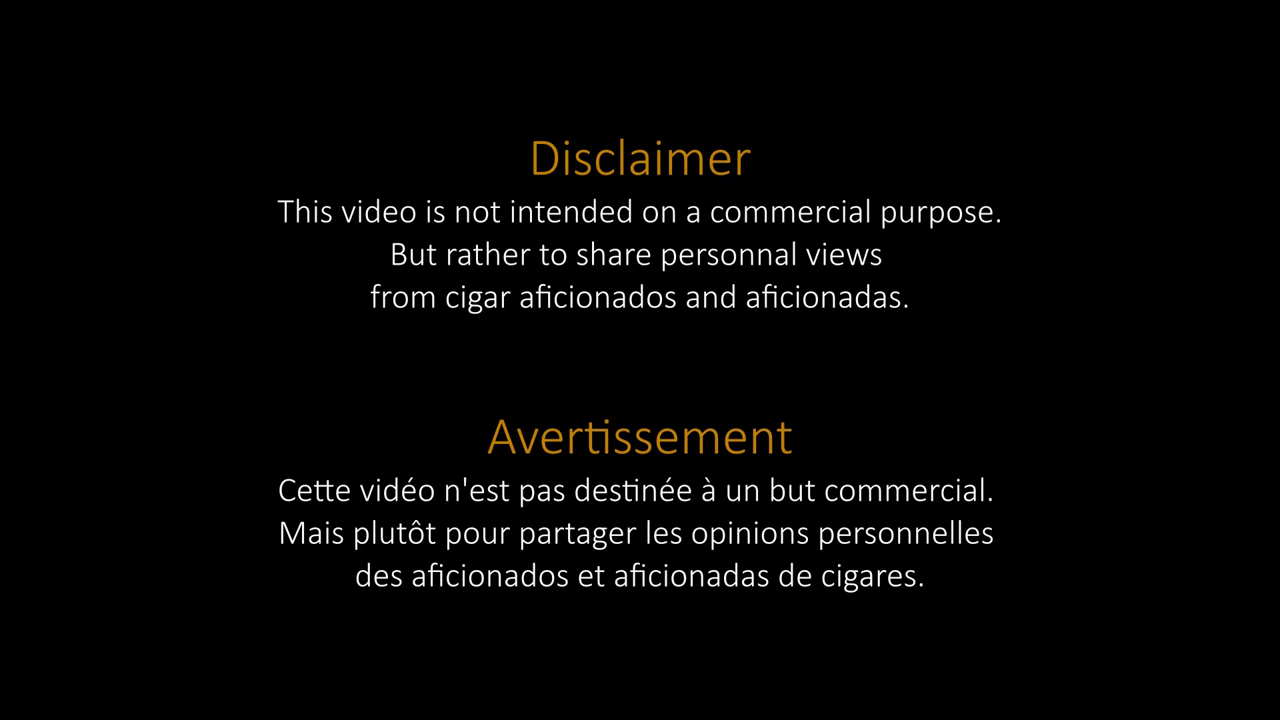 Disclaimer
This video is not intended on a commercial purpose.
But rather to share personnal views
from cigar aficionados and aficionadas.
Avertissement
Cette vidéo n'est pas destinée à un but commercial.
Mais plutôt pour partager les opinions personnelles
des aficionados et aficionadas de cigares.